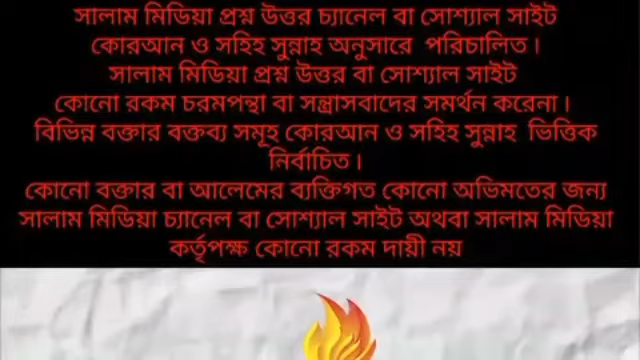 সালাম মিডিয়া প্রশ্ন উত্তর চ্যানেল বা সোশ্যাল সাইট
কোরআন ও সহিহ সুন্নাহ অনুসারে পরিচালিত।
সালাম মিডিয়া প্রশ্ন উত্তর বা সোশ্যাল সাইট
কোনো রকম চরমপন্থা বা সন্ত্রাসবাদের সমর্থন করেনা।
বিভিন্ন বক্তার বক্তব্য সমূহ কোরআন ও সহিহ সুন্নাহ ভিত্তিক
নির্বাচিত।
কোনো বক্তার বা আলেমের ব্যক্তিগত কোনো অভিমতের জন্য
সালাম মিডিয়া চ্যানেল বা সোশ্যাল সাইট অথবা সালাম মিডিয়া
কর্তৃপক্ষ কোনো রকম দায়ী নয়